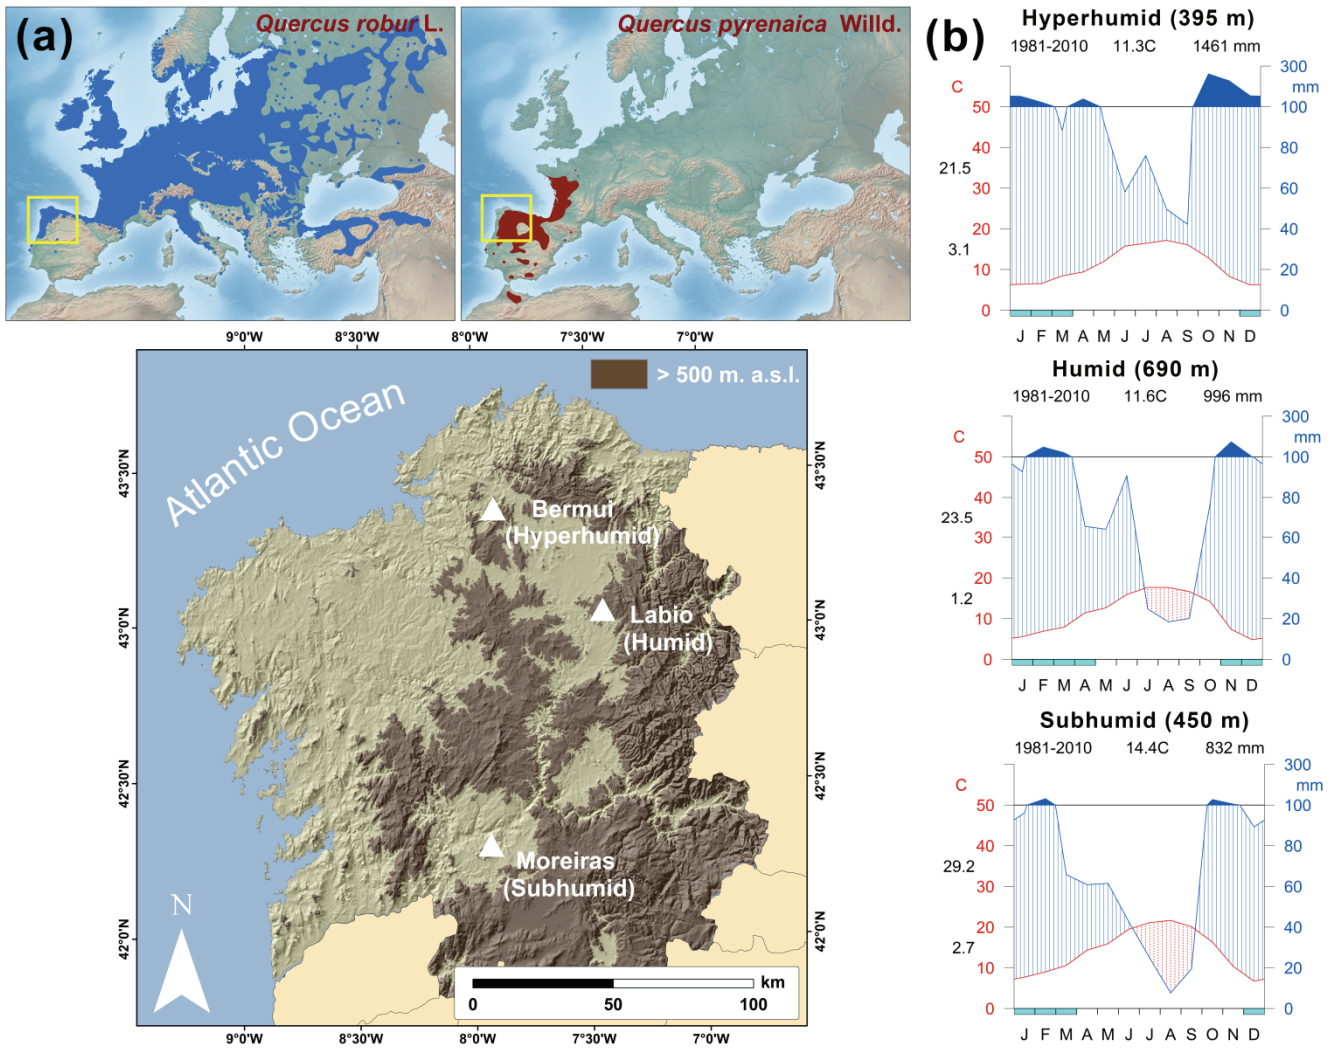 (a)
Quercus robur L.
Quercus pyrenaica Willd.
9°0'W 8°30'W 8°0'W 7°30'W 7°0'W
> 500 m. a.s.l.
Atlantic Ocean
43°30'N
43°30'N
Bermui
(Hyperhumid)
43°0'N
43°0'N
Labio
(Humid)
42°30'N
42°30'N
Moreiras
(Subhumid)
42°0'N
42°0'N
N
km
0 50 100
9°0'W 8°30'W 8°0'W 7°30'W 7°0'W
(b)
Hyperhumid (395 m)
1981-2010 11.3C 1461 mm
C 300
mm
50 100
40 80
21.5
30 60
20 40
3.1
10 20
0 0
J F M A M J J A S O N D
Humid (690 m)
1981-2010 11.6C 996 mm
300
C mm
50 100
40 80
23.5
30 60
20 40
1.2
10 20
0 0
J F M A M J J A S O N D
Subhumid (450 m)
1981-2010 14.4C 832 mm
300
C mm
50 100
40 80
29.2
30 60
20 40
2.7
10 20
0 0
J F M A M J J A S O N D